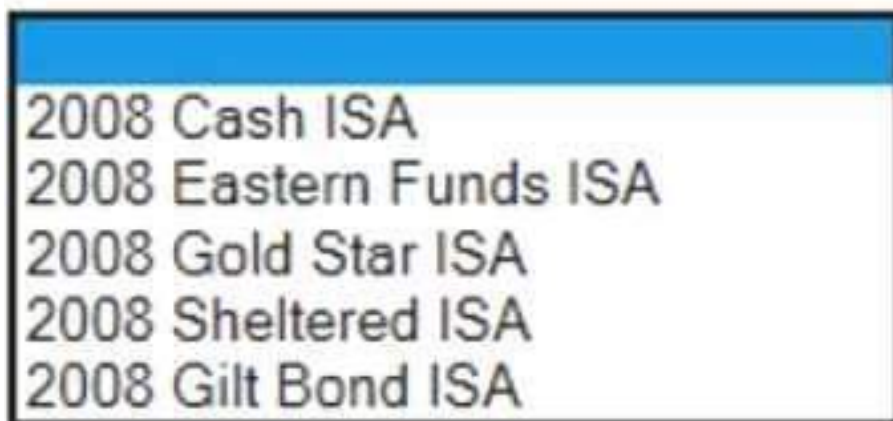 2008 Cash ISA
2008 Eastern Funds ISA
2008 Gold Star ISA
2008 Sheltered ISA
2008 Gilt Bond ISA